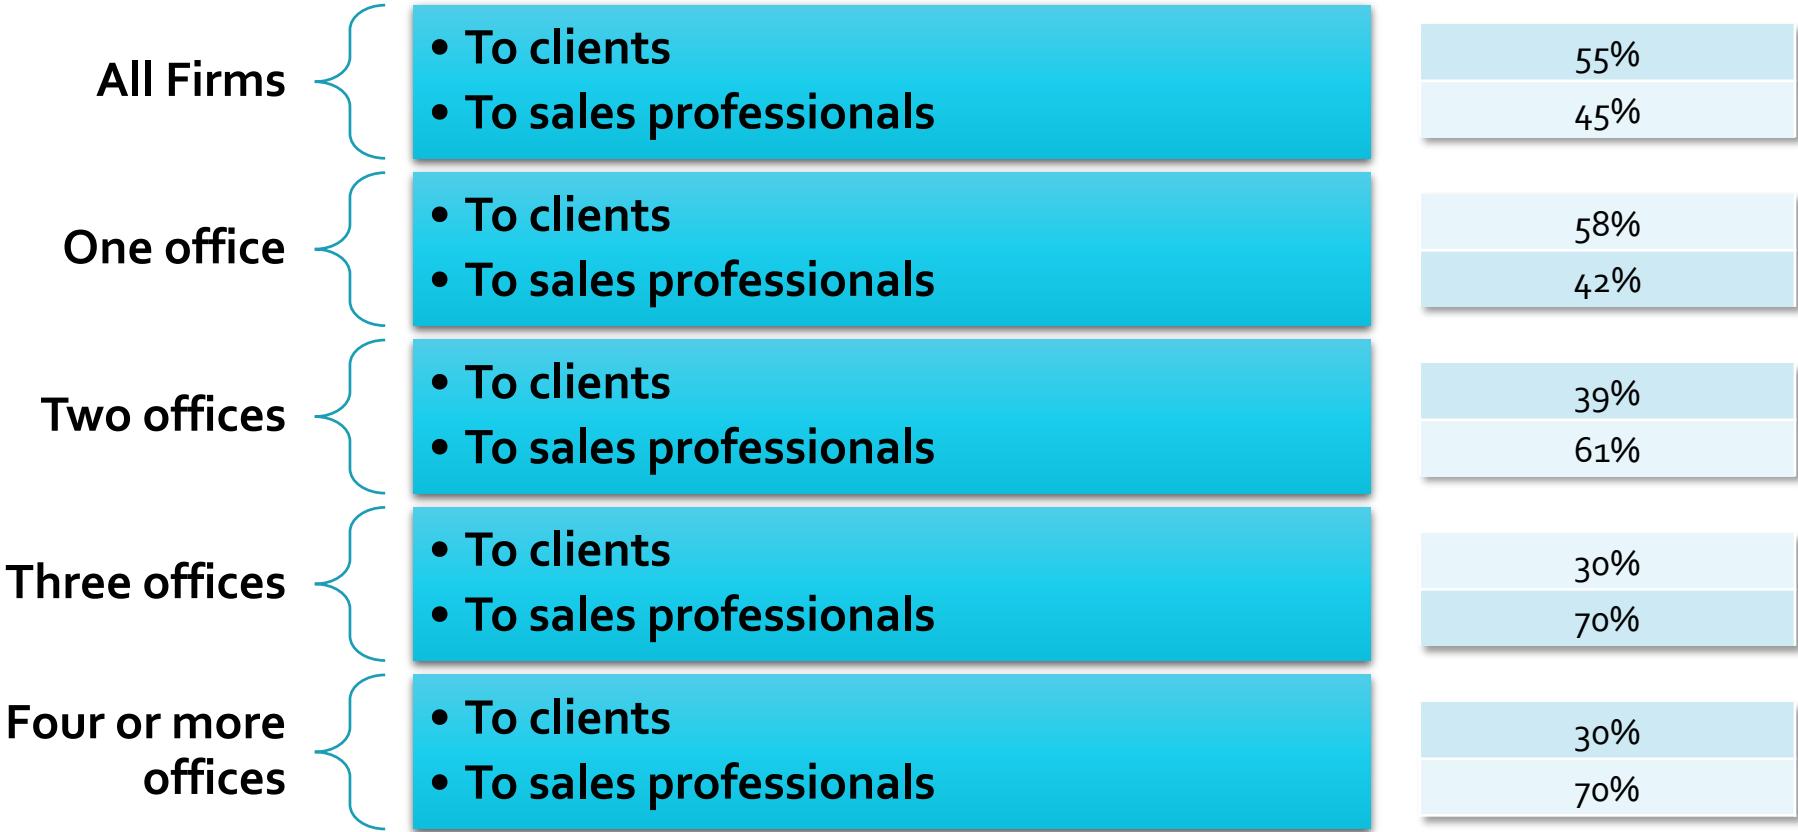 All Firms
• To clients
55%
• To sales professionals
45%
One office
• To clients
58%
• To sales professionals
42%
Two offices
• To clients
39%
• To sales professionals
61%
Three offices
• To clients
30%
• To sales professionals
70%
Four or more
offices
• To clients
30%
• To sales professionals
70%